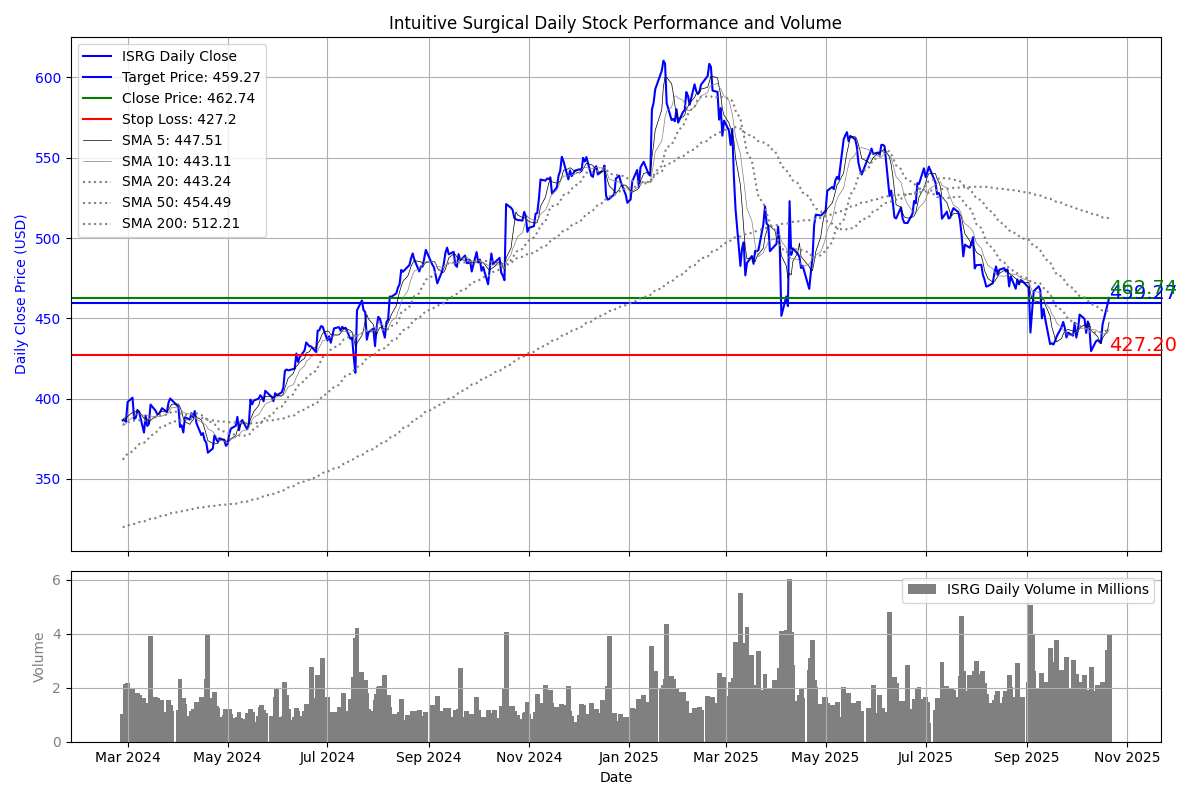 Intuitive Surgical Daily Stock Performance and Volume
ISRG Daily Close
Target Price: 459.27
Close Price: 462.74
Stop Loss: 427.2
SMA 5: 447.51
SMA 10: 443.11
SMA 20: 443.24
SMA 50: 454.49
SMA 200: 512.21
Daily Close Price (USD)
600
550
500
450
400
350
462.74
459.27
427.20
ISRG Daily Volume in Millions
Volume
6
4
2
0
Mar 2024 May 2024 Jul 2024 Sep 2024 Nov 2024 Jan 2025 Mar 2025 May 2025 Jul 2025 Sep 2025 Nov 2025
Date